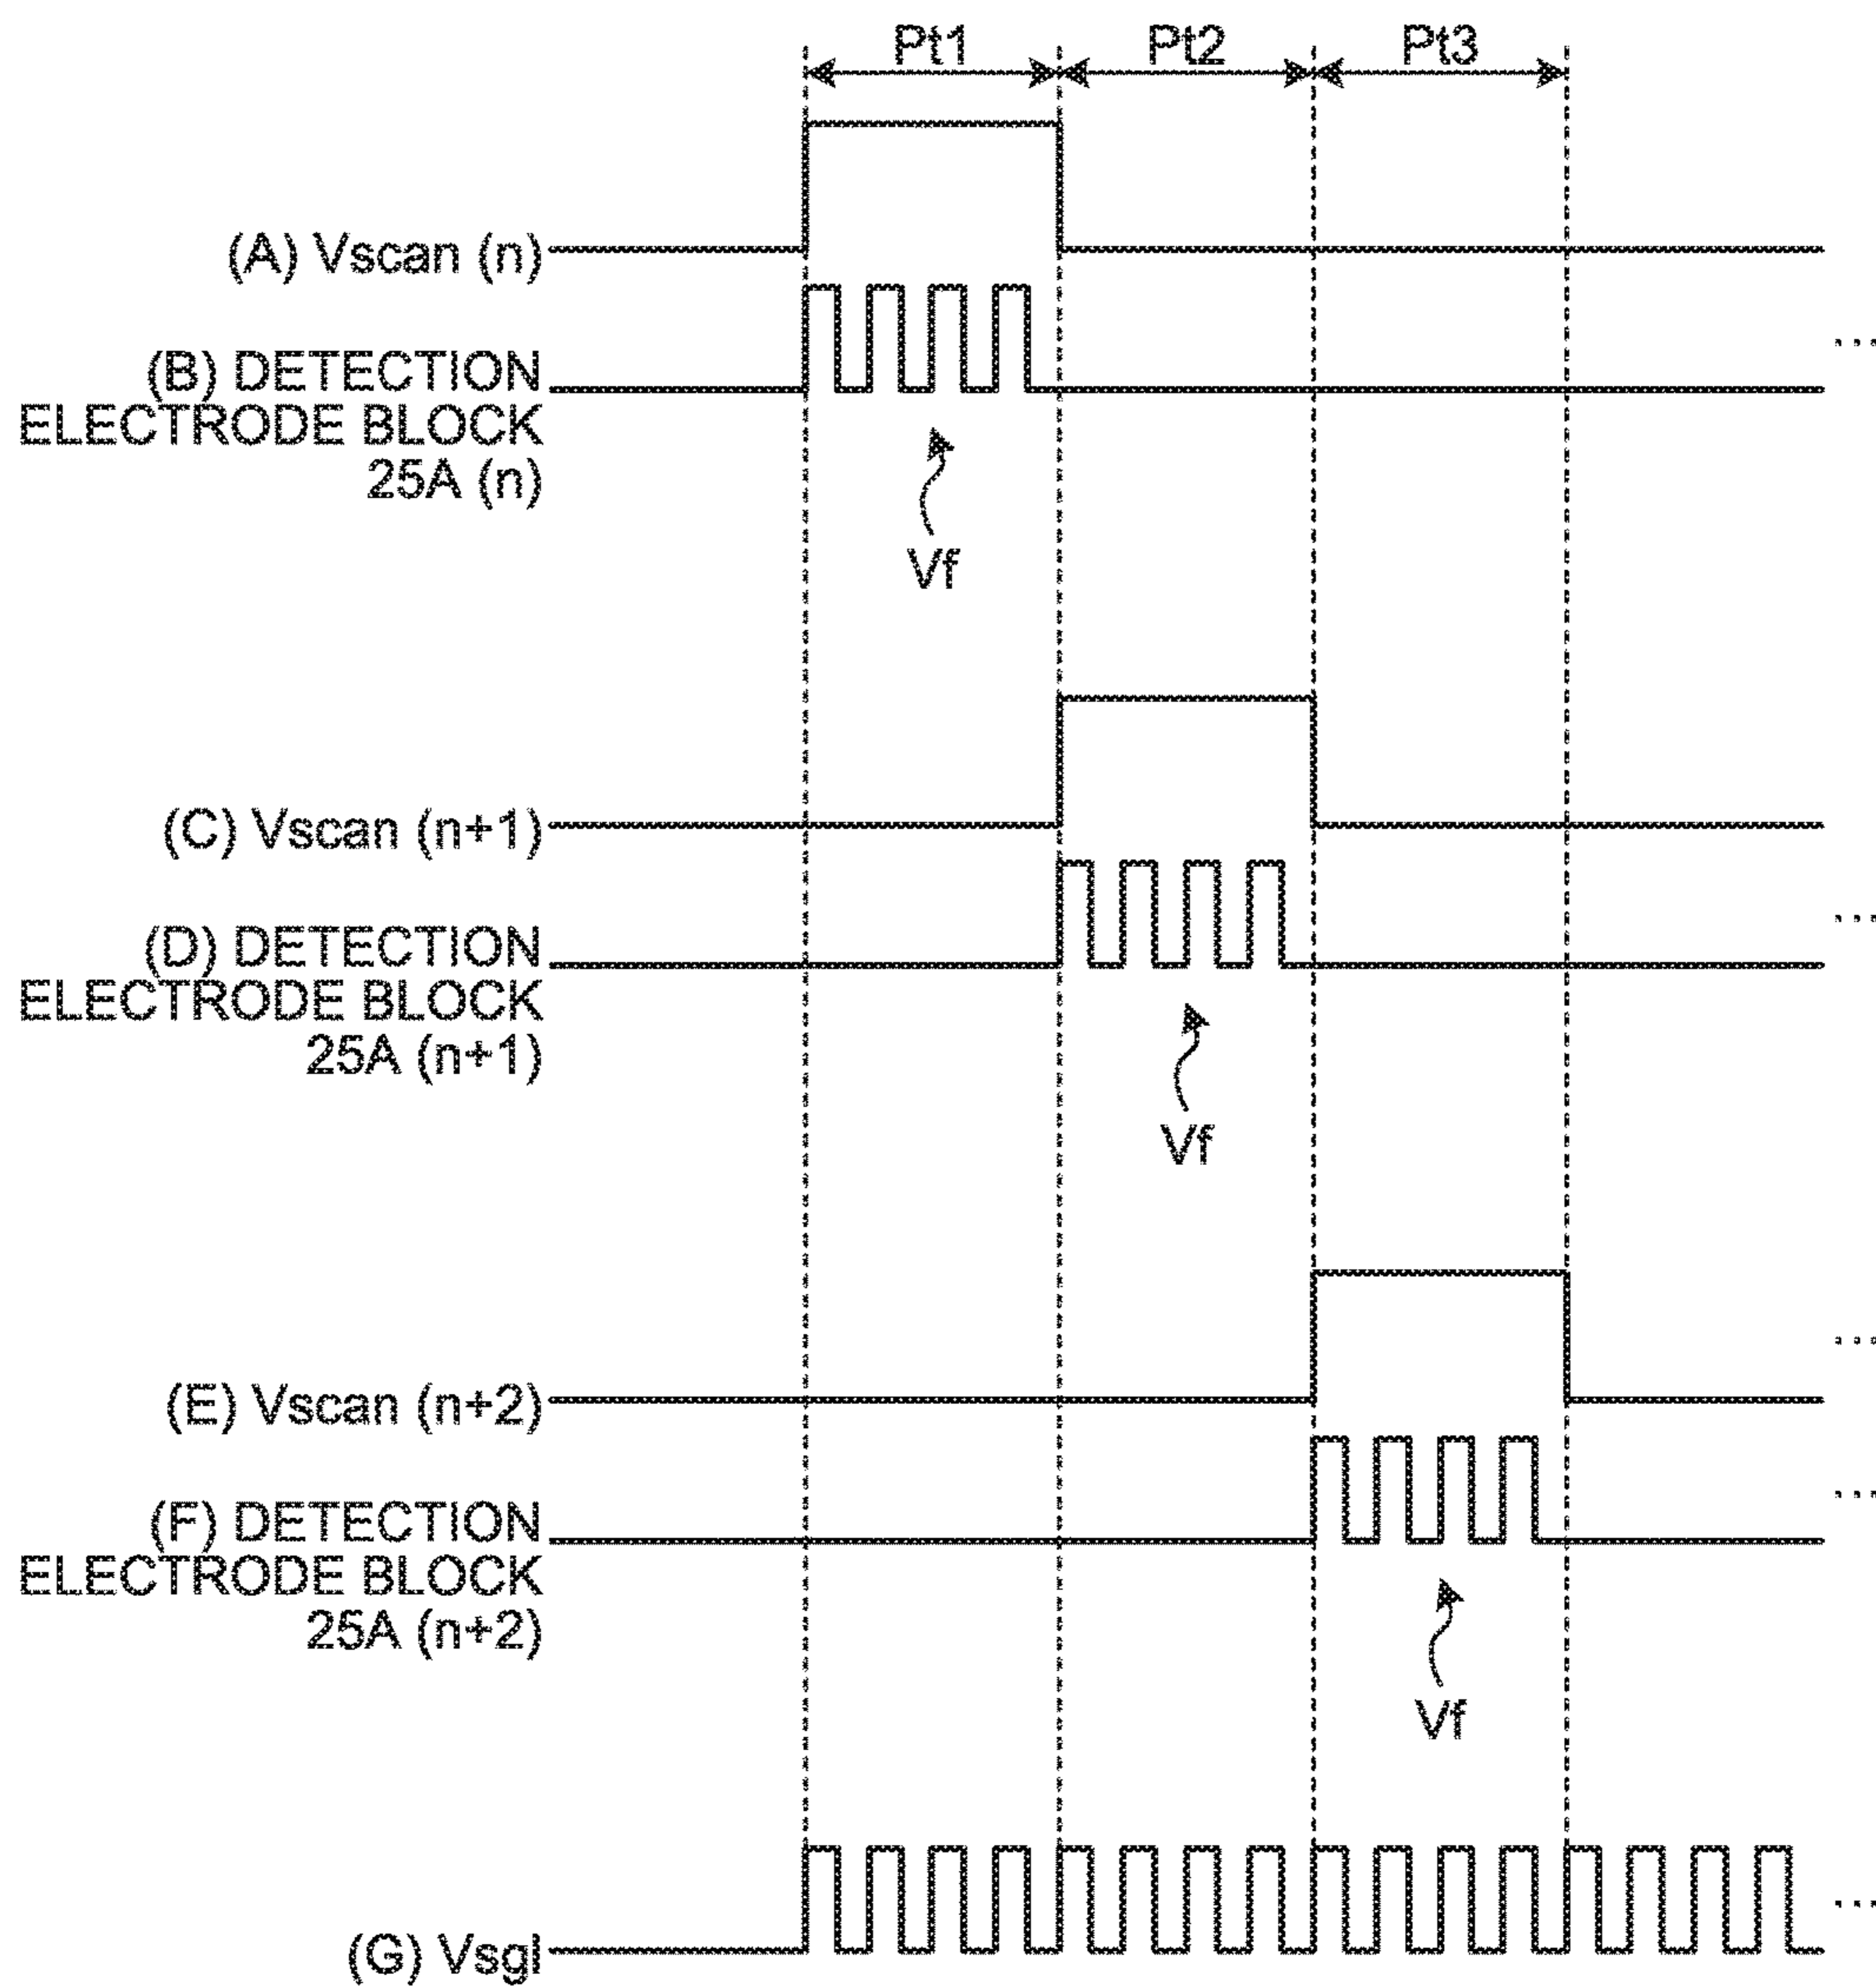 Pt1 Pt2 Pt3
(A) Vscan (n)
(B) DETECTION
ELECTRODE BLOCK
25A (n)
...
Vf
(C) Vscan (n+1)
(D) DETECTION
ELECTRODE BLOCK
25A (n+1)
...
Vf
(E) Vscan (n+2)
...
(F) DETECTION
ELECTRODE BLOCK
25A (n+2)
...
Vf
(G) Vsgl
...